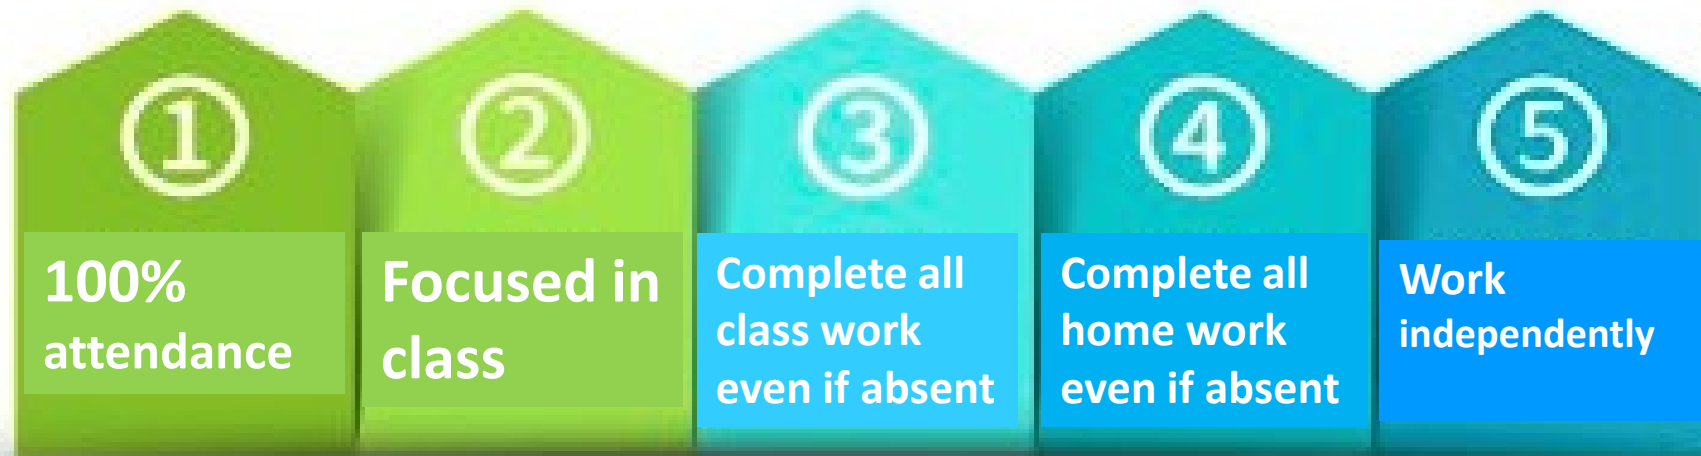 1
100%
attendance
2
Focused in
class
3
Complete all
class work
even if absent
4
Complete all
home work
even if absent
5
Work
independently